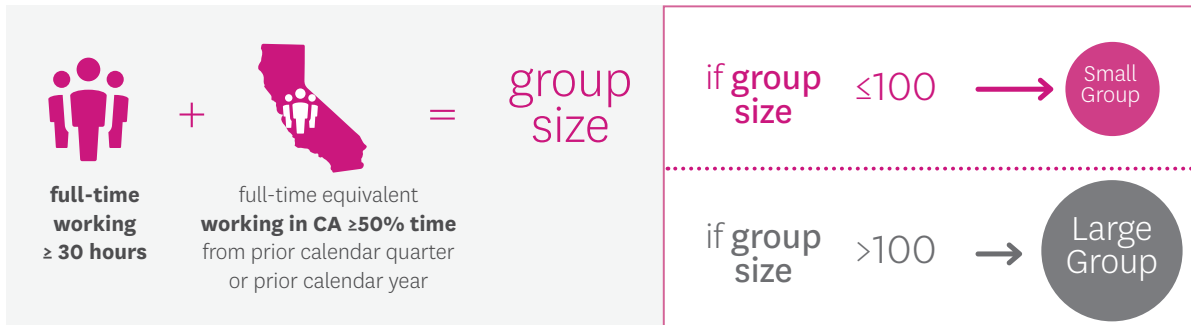 full-time
working
≥ 30 hours
+
full-time equivalent
working in CA ≥50% time
from prior calendar quarter
or prior calendar year
=
group
size
if group
size
≤100
Small
Group
if group
size
>100
Large
Group